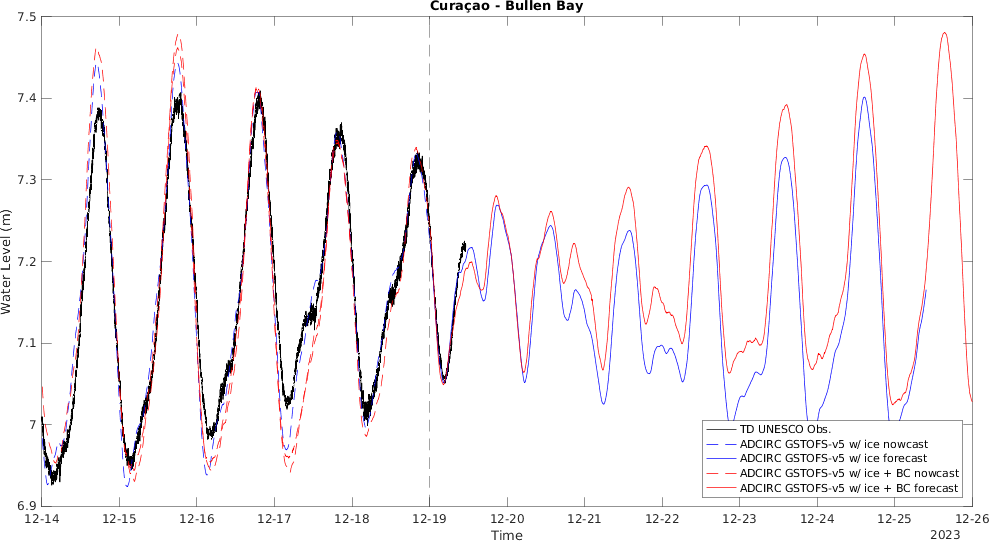 Curaçao - Bullen Bay
7.5
7.4
7.3
7.2
7.1
7
6.9
Water Level (m)
12-14 12-15 12-16 12-17 12-18 12-19 12-20 12-21 12-22 12-23 12-24 12-25 12-26
Time
2023
TD UNESCO Obs.
ADCIRC GSTOFS-v5 w/ ice nowcast
ADCIRC GSTOFS-v5 w/ ice forecast
ADCIRC GSTOFS-v5 w/ ice + BC nowcast
ADCIRC GSTOFS-v5 w/ ice + BC forecast